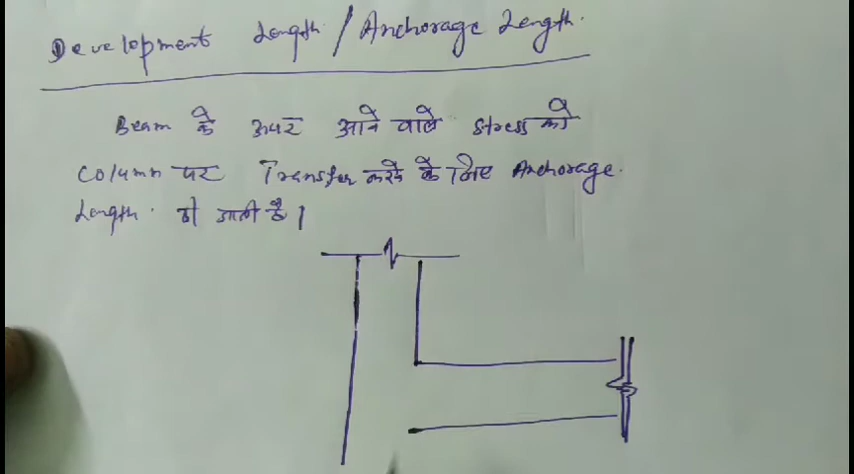 Development Length / Anchorage Length.
Beam के ऊपर आने वाले Stress को
Column पर Transfer करने के लिए Anchorage
Length. दी जाती है।